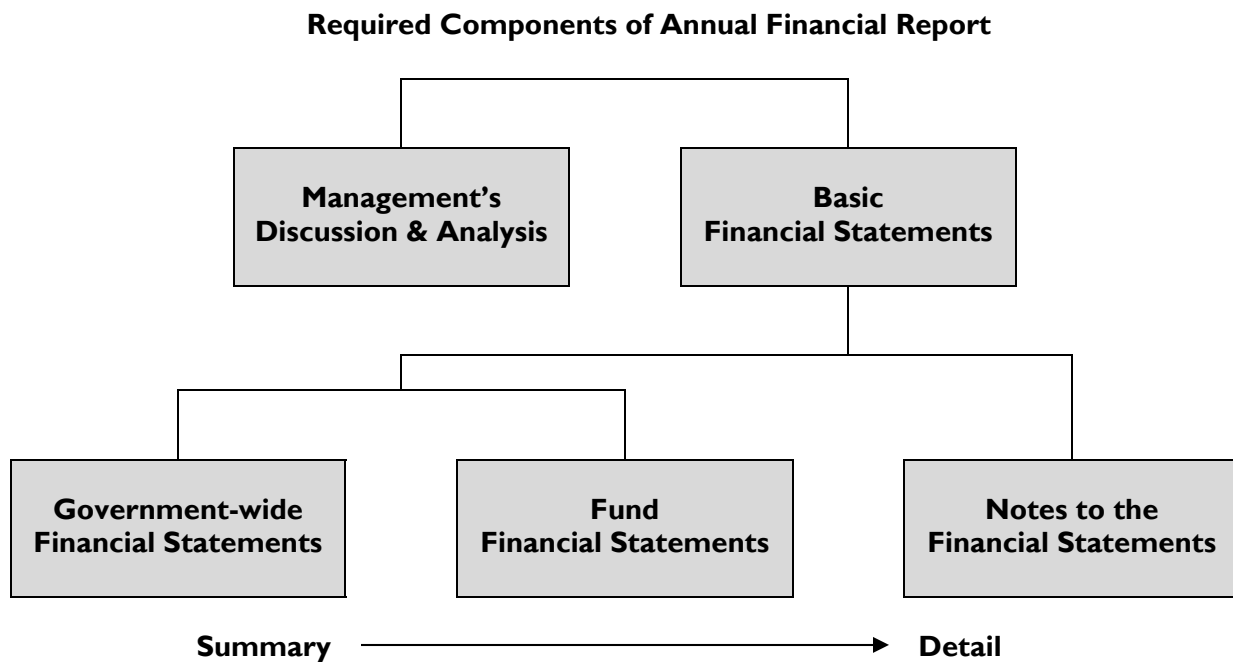 Required Components of Annual Financial Report
Management’s
Discussion & Analysis
Basic
Financial Statements
Government-wide
Financial Statements
Fund
Financial Statements
Notes to the
Financial Statements
Summary
Detail